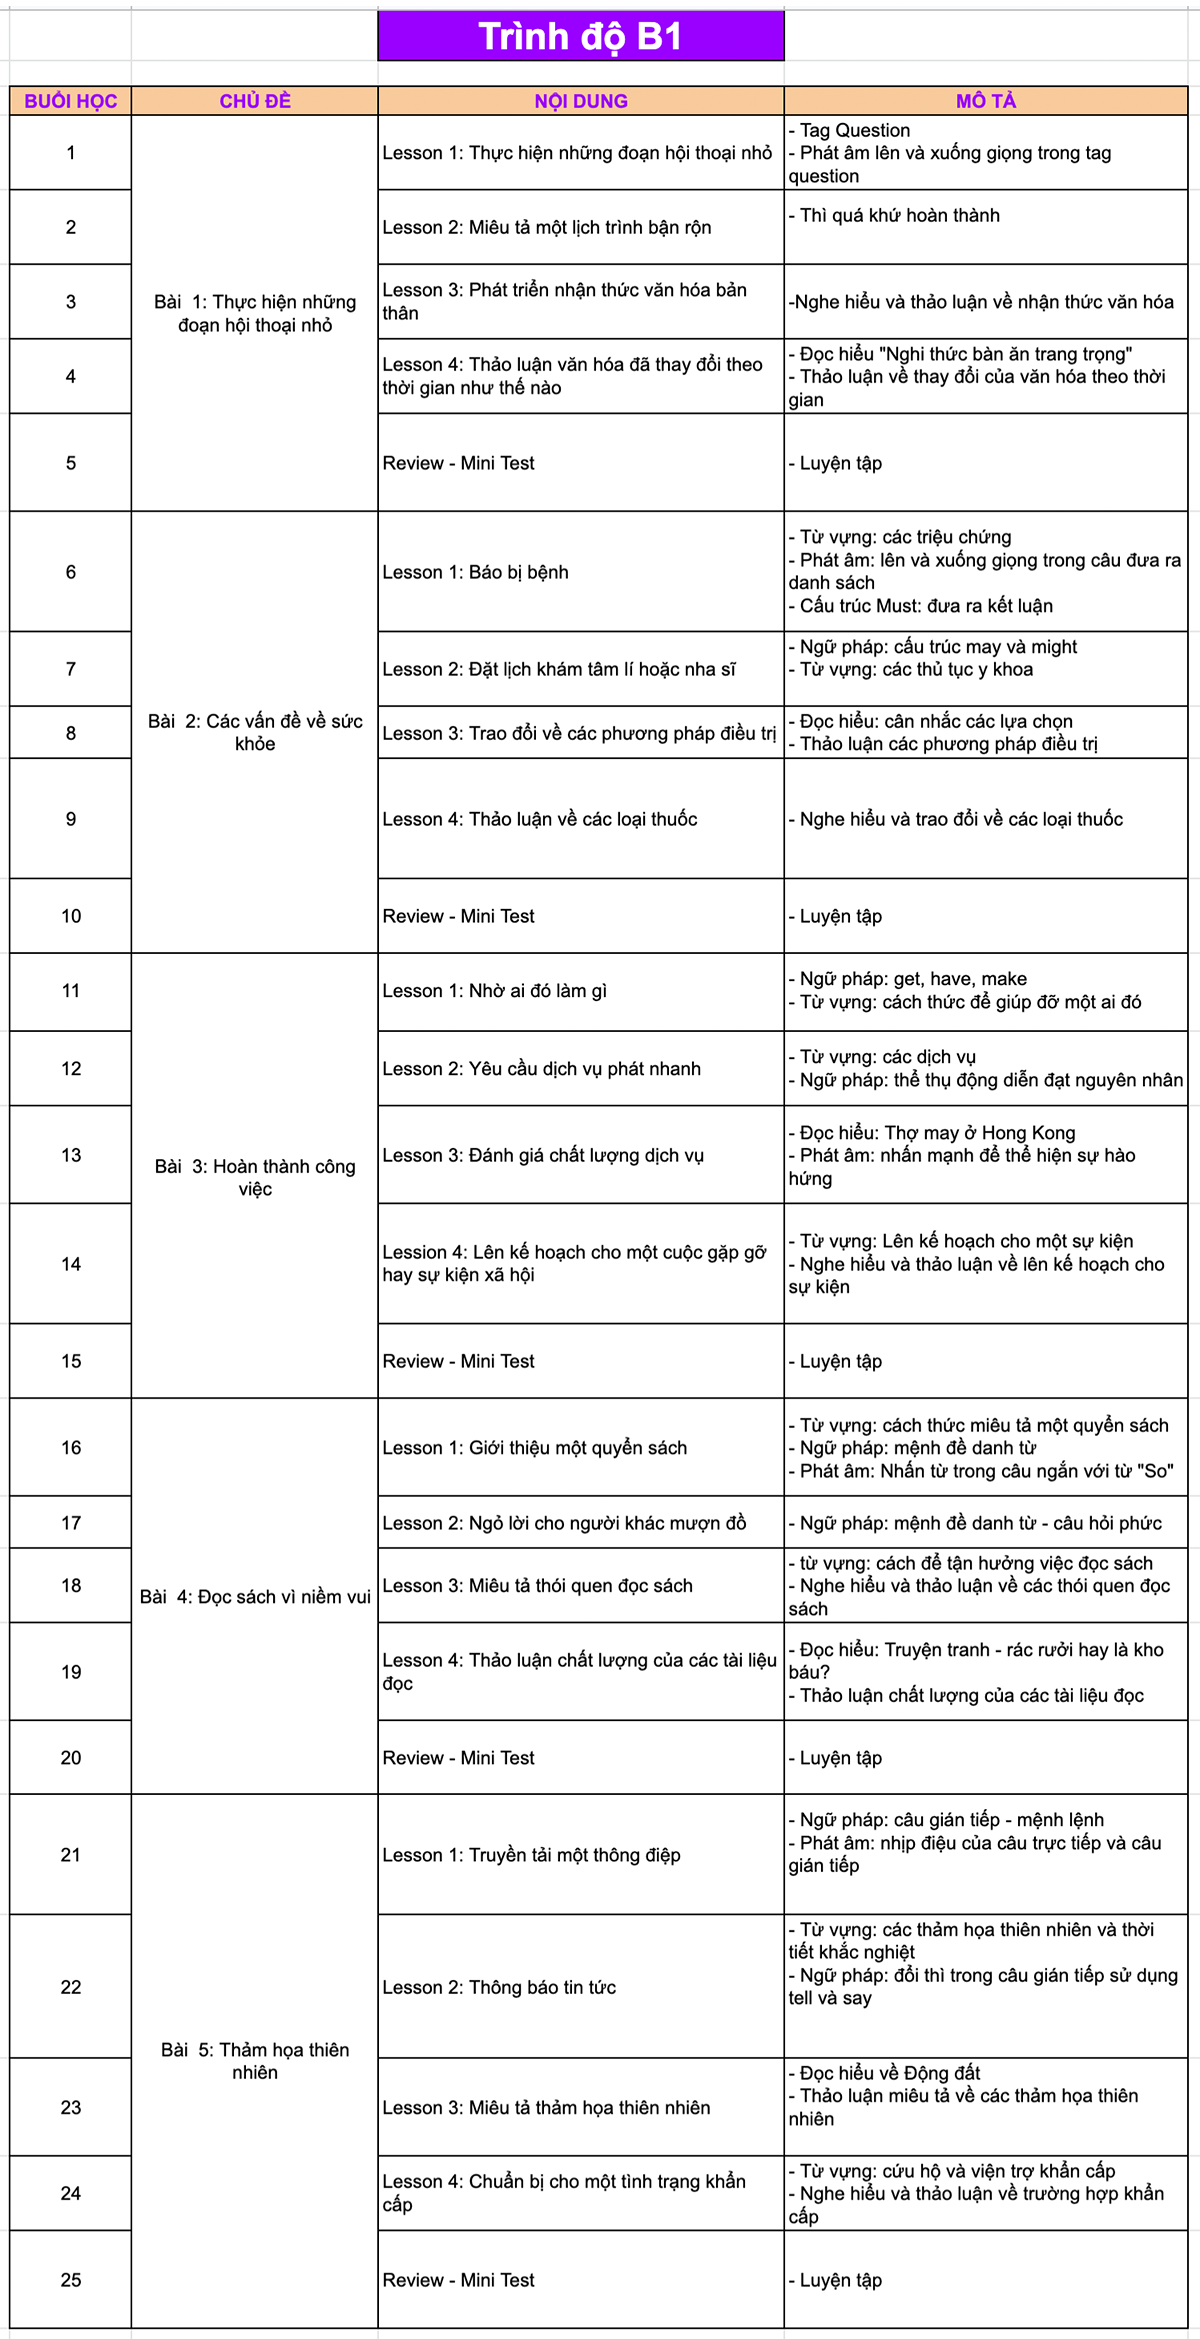 Trình độ B1
BUỔI HỌC CHỦ ĐỀ NỘI DUNG MÔ TẢ
1
Bài 1: Thực hiện những
đoạn hội thoại nhỏ
Lesson 1: Thực hiện những đoạn hội thoại nhỏ
- Tag Question
- Phát âm lên và xuống giọng trong tag
question
2
Lesson 2: Miêu tả một lịch trình bận rộn
- Thì quá khứ hoàn thành
3
Lesson 3: Phát triển nhận thức văn hóa bản
thân
-Nghe hiểu và thảo luận về nhận thức văn hóa
4
Lesson 4: Thảo luận văn hóa đã thay đổi theo
thời gian như thế nào
- Đọc hiểu "Nghi thức bàn ăn trang trọng"
- Thảo luận về thay đổi của văn hóa theo thời
gian
5
Review - Mini Test
- Luyện tập
6
Bài 2: Các vấn đề về sức
khỏe
Lesson 1: Báo bị bệnh
- Từ vựng: các triệu chứng
- Phát âm: lên và xuống giọng trong câu đưa ra
danh sách
- Cấu trúc Must: đưa ra kết luận
7
Lesson 2: Đặt lịch khám tâm lí hoặc nha sĩ
- Ngữ pháp: cấu trúc may và might
- Từ vựng: các thủ tục y khoa
8
Lesson 3: Trao đổi về các phương pháp điều trị
- Đọc hiểu: cân nhắc các lựa chọn
- Thảo luận các phương pháp điều trị
9
Lesson 4: Thảo luận về các loại thuốc
- Nghe hiểu và trao đổi về các loại thuốc
10
Review - Mini Test
- Luyện tập
11
Bài 3: Hoàn thành công
việc
Lesson 1: Nhờ ai đó làm gì
- Ngữ pháp: get, have, make
- Từ vựng: cách thức để giúp đỡ một ai đó
12
Lesson 2: Yêu cầu dịch vụ phát nhanh
- Từ vựng: các dịch vụ
- Ngữ pháp: thể thụ động diễn đạt nguyên nhân
13
Lesson 3: Đánh giá chất lượng dịch vụ
- Đọc hiểu: Thợ may ở Hong Kong
- Phát âm: nhấn mạnh để thể hiện sự hào
hứng
14
Lession 4: Lên kế hoạch cho một cuộc gặp gỡ
hay sự kiện xã hội
- Từ vựng: Lên kế hoạch cho một sự kiện
- Nghe hiểu và thảo luận về lên kế hoạch cho
sự kiện
15
Review - Mini Test
- Luyện tập
16
Bài 4: Đọc sách vì niềm vui
Lesson 1: Giới thiệu một quyển sách
- Từ vựng: cách thức miêu tả một quyển sách
- Ngữ pháp: mệnh đề danh từ
- Phát âm: Nhấn từ trong câu ngắn với từ "So"
17
Lesson 2: Ngỏ lời cho người khác mượn đồ
- Ngữ pháp: mệnh đề danh từ - câu hỏi phức
18
Lesson 3: Miêu tả thói quen đọc sách
- từ vựng: cách để tận hưởng việc đọc sách
- Nghe hiểu và thảo luận về các thói quen đọc
sách
19
Lesson 4: Thảo luận chất lượng của các tài liệu
đọc
- Đọc hiểu: Truyện tranh - rác rưởi hay là kho
báu?
- Thảo luận chất lượng của các tài liệu đọc
20
Review - Mini Test
- Luyện tập
21
Bài 5: Thảm họa thiên
nhiên
Lesson 1: Truyền tải một thông điệp
- Ngữ pháp: câu gián tiếp - mệnh lệnh
- Phát âm: nhịp điệu của câu trực tiếp và câu
gián tiếp
22
Lesson 2: Thông báo tin tức
- Từ vựng: các thảm họa thiên nhiên và thời
tiết khắc nghiệt
- Ngữ pháp: đổi thì trong câu gián tiếp sử dụng
tell và say
23
Lesson 3: Miêu tả thảm họa thiên nhiên
- Đọc hiểu về Động đất
- Thảo luận miêu tả về các thảm họa thiên
nhiên
24
Lesson 4: Chuẩn bị cho một tình trạng khẩn
cấp
- Từ vựng: cứu hộ và viện trợ khẩn cấp
- Nghe hiểu và thảo luận về trường hợp khẩn
cấp
25
Review - Mini Test
- Luyện tập